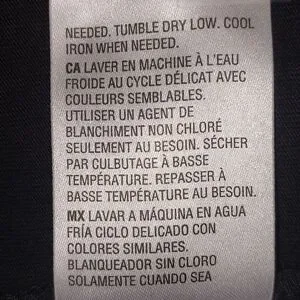 NEEDED. TUMBLE DRY LOW. COOL
IRON WHEN NEEDED.
CA LAVER EN MACHINE À L'EAU
FROIDE AU CYCLE DÉLICAT AVEC
COULEURS SEMBLABLES.
UTILISER UN AGENT DE
BLANCHIMENT NON CHLORÉ
SEULEMENT AU BESOIN. SÉCHER
PAR CULBUTAGE À BASSE
TEMPÉRATURE. REPASSER À
BASSE TEMPÉRATURE AU BESOIN.
MX LAVAR A MÁQUINA EN AGUA
FRÍA CICLO DELICADO CON
COLORES SIMILARES.
BLANQUEADOR SIN CLORO
SOLAMENTE CUANDO SEA